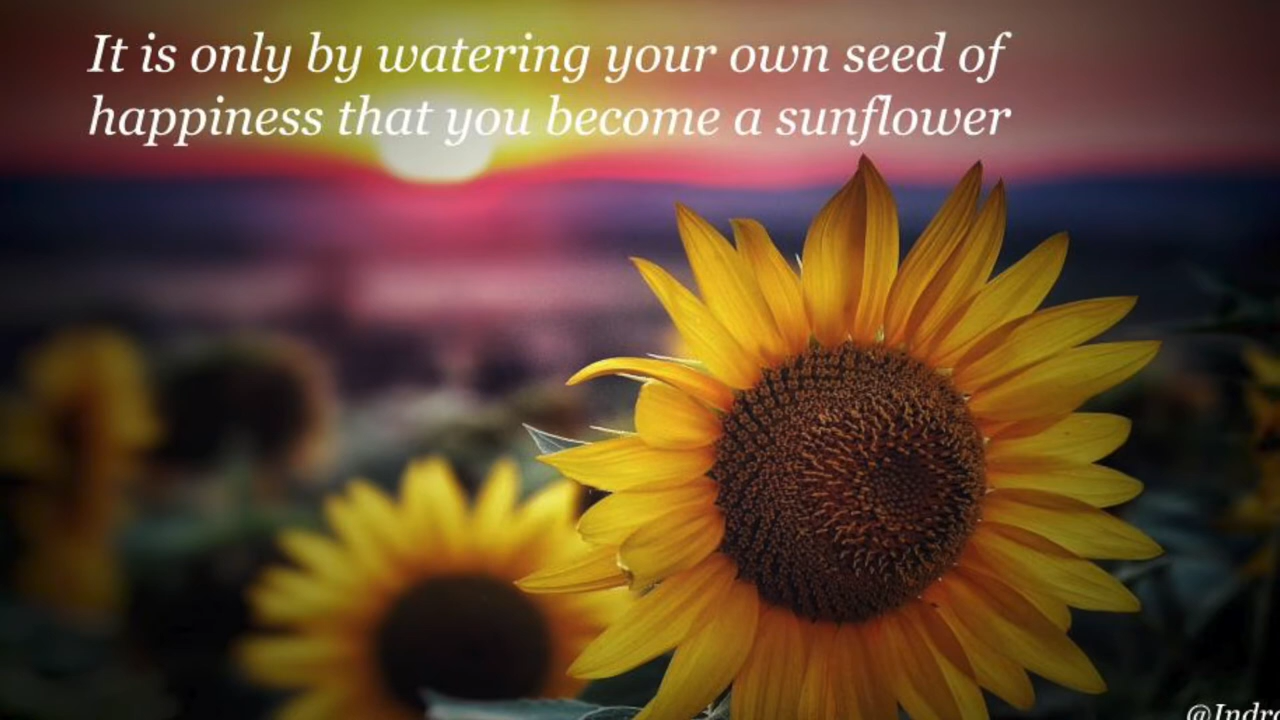 It is only by watering your own seed of
happiness that you become a sunflower